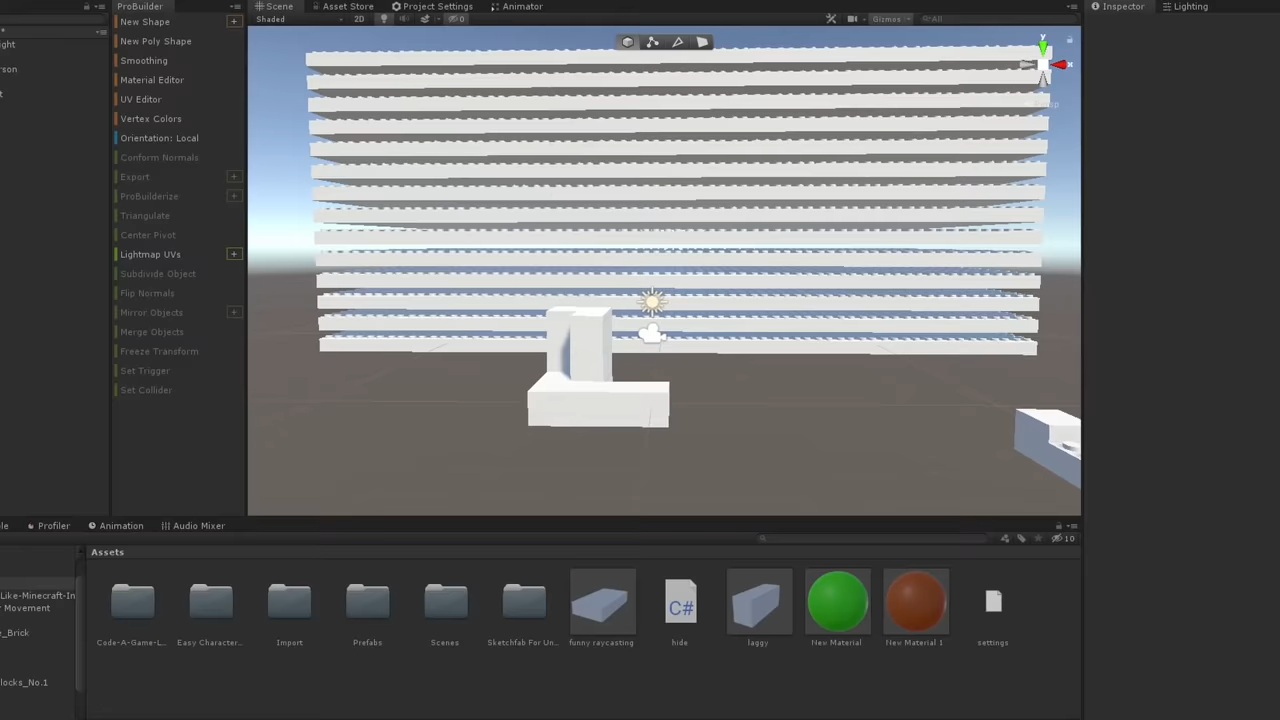 ProBuilder
Scene
Asset Store
Project Settings
Animator
Inspector
Lighting
Shaded
2D
0
Gizmos
All
New Shape
New Poly Shape
Smoothing
Material Editor
UV Editor
Vertex Colors
Orientation: Local
Conform Normals
Export
ProBuilderize
Triangulate
Center Pivot
Lightmap UVs
Subdivide Object
Flip Normals
Mirror Objects
Merge Objects
Freeze Transform
Set Trigger
Set Collider
ight
rson
t
y
x
le
Profiler
Animation
Audio Mixer
10
Assets
Like-Minecraft-In
r Movement
e_Brick
locks_No.1
Code-A-Game-L...
Easy Character...
Import
Prefabs
Scenes
Sketchfab For Un...
funny raycasting
C#
hide
laggy
New Material
New Material 1
settings